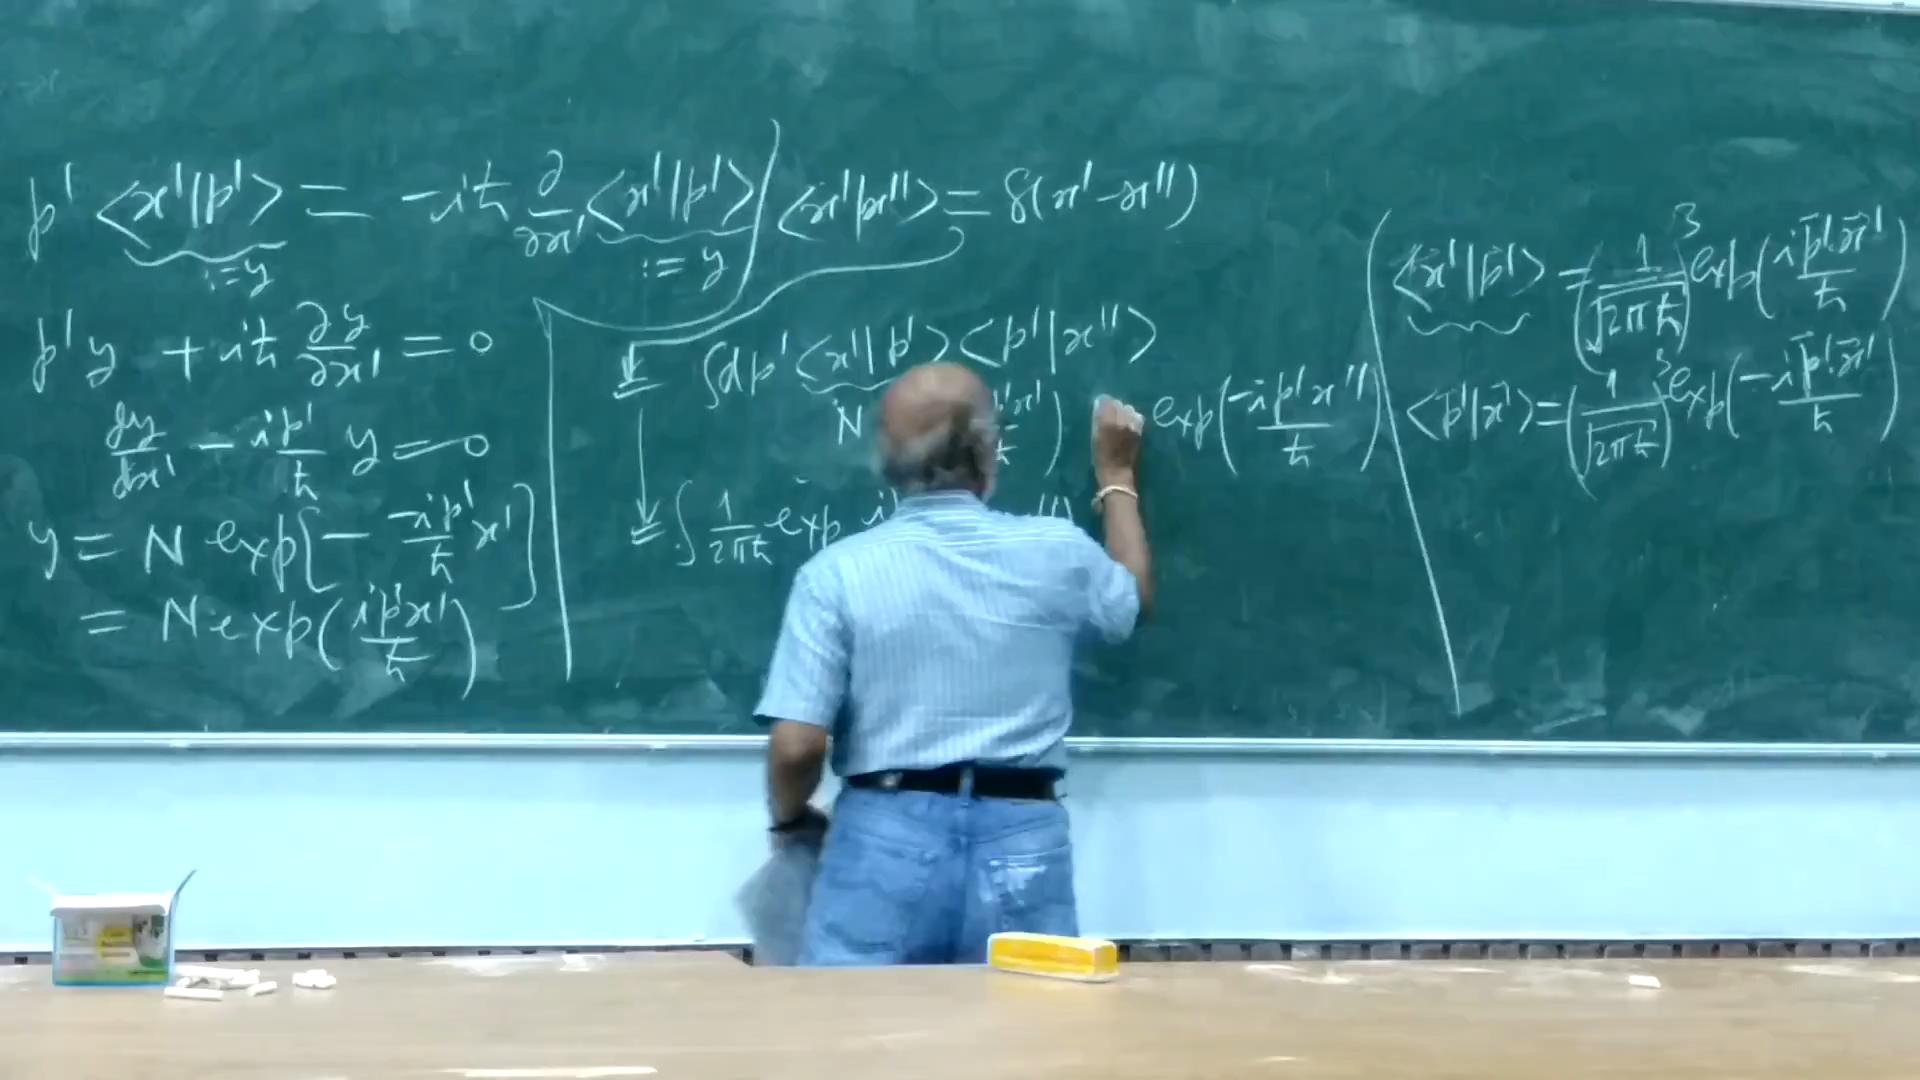 p' <x'|p'> = -iħ ∂/∂x' <x'|p'>
:= y
:= y
p'y + iħ ∂y/∂x' = 0
dy/dx' - ip'/ħ y = 0
y = N exp[- -ip'/ħ x']
= N exp(ip'x'/ħ)
<x'|x''> = δ(x' - x'')
∫dp' <x'|p'> <p'|x''>
N
exp(-ip'x''/ħ)
= ∫ 1/2πħ exp i
<x⃗'|p⃗'> = (1/√2πħ)³ exp(ip⃗'.x⃗'/ħ)
<p⃗'|x⃗'> = (1/√2πħ)³ exp(-ip⃗'.x⃗'/ħ)